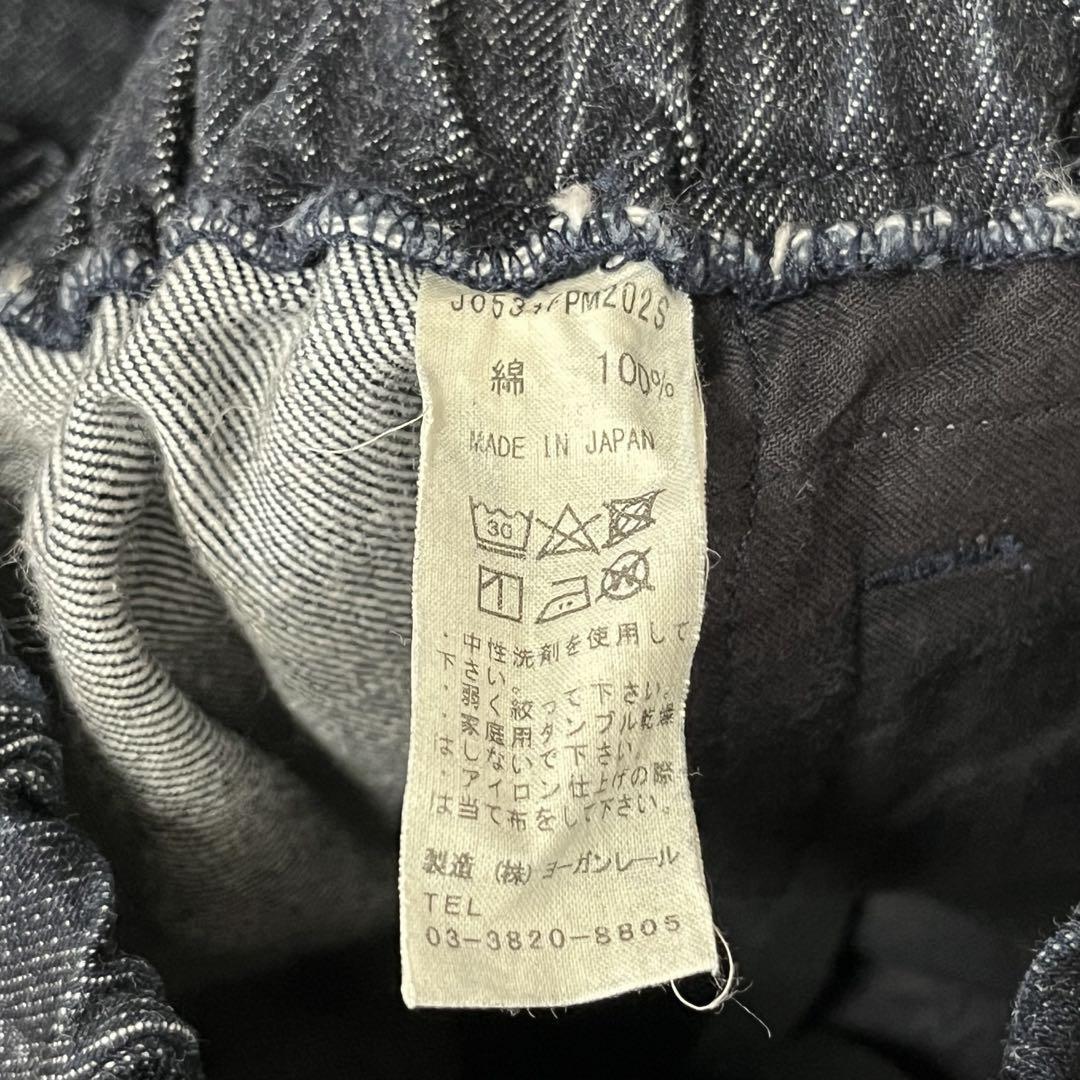 綿 100%
MADE IN JAPAN
30
・中性洗剤を使用して
下さい。
・弱く絞って下さい。
・家庭用タンブル乾燥
はしないで下さい。
・アイロン仕上げの際
は当て布をして下さい。
製造 (株)ヨーガンレール
TEL
03-3820-8805